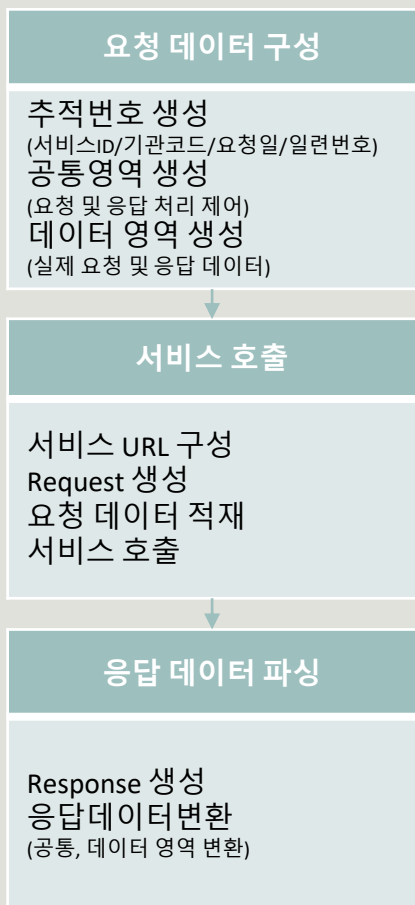 요청 데이터 구성
추적번호 생성
(서비스ID/기관코드/요청일/일련번호)
공통영역 생성
(요청 및 응답 처리 제어)
데이터 영역 생성
(실제 요청 및 응답 데이터)
서비스 호출
서비스 URL 구성
Request 생성
요청 데이터 적재
서비스 호출
응답 데이터 파싱
Response 생성
응답데이터변환
(공통, 데이터 영역 변환)